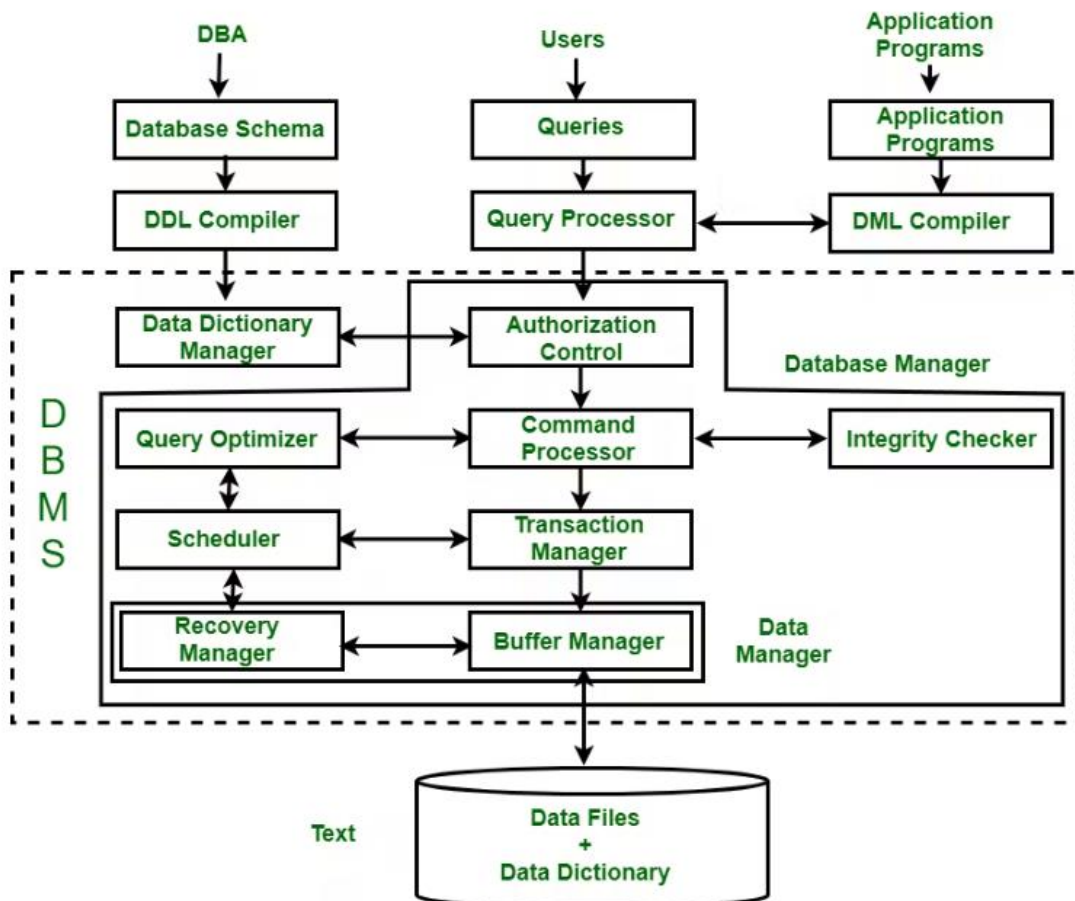 DBA
Users
Application
Programs
Database Schema
Queries
Application
Programs
DDL Compiler
Query Processor
DML Compiler
Data Dictionary
Manager
Authorization
Control
Database Manager
D
B
M
S
Query Optimizer
Command
Processor
Integrity Checker
Scheduler
Transaction
Manager
Recovery
Manager
Buffer Manager
Data
Manager
Text
Data Files
+
Data Dictionary